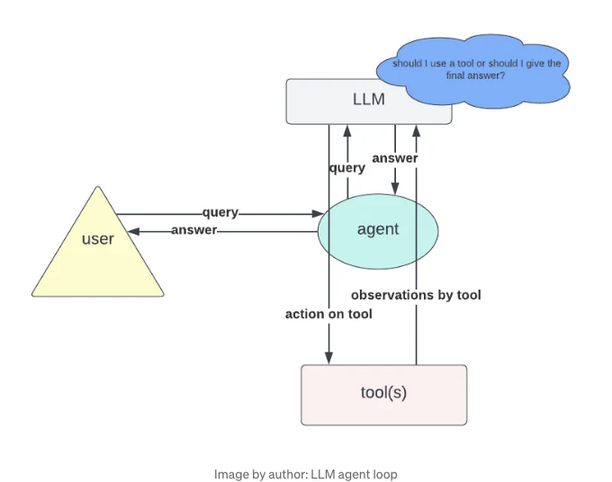 should I use a tool or should I give the
final answer?
LLM
query
answer
query
answer
user
agent
observations by tool
action on tool
tool(s)
Image by author: LLM agent loop